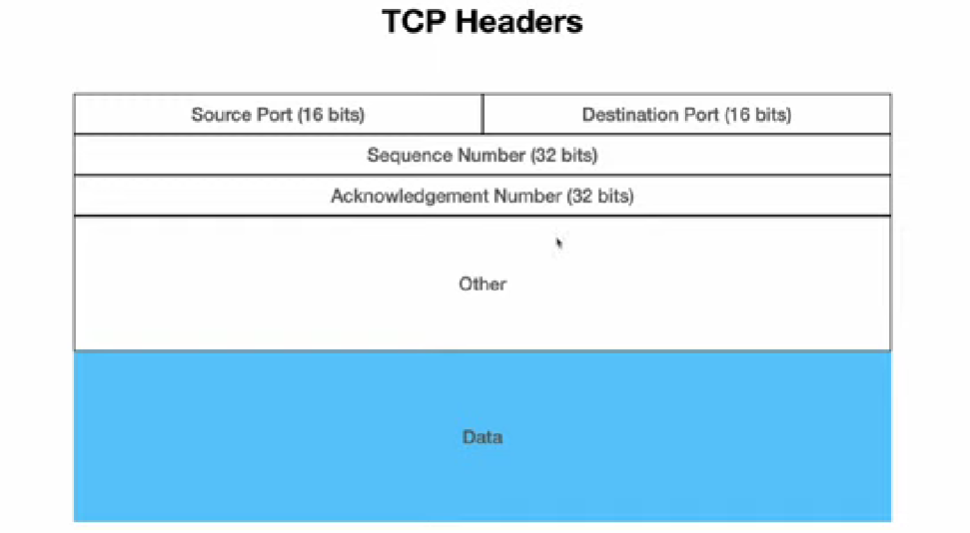 TCP Headers
Source Port (16 bits)
Destination Port (16 bits)
Sequence Number (32 bits)
Acknowledgement Number (32 bits)
Other
Data